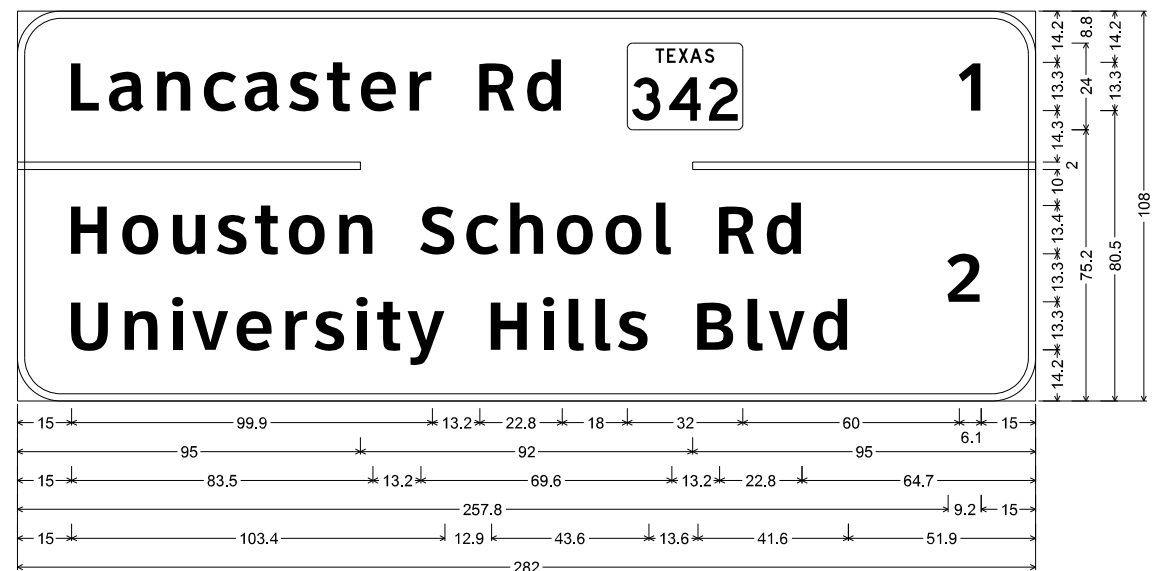 Lancaster Rd TEXAS 342 1
Houston School Rd
2
University Hills Blvd
14.2 13.3 14.3 2 10 13.4 13.3 13.3 14.2
8.8 24 75.2
14.2 13.3 80.5
108
15 99.9 13.2 22.8 18 32 60 6.1 15
95 92 95
15 83.5 13.2 69.6 13.2 22.8 64.7
257.8 9.2 15
15 103.4 12.9 43.6 13.6 41.6 51.9
282